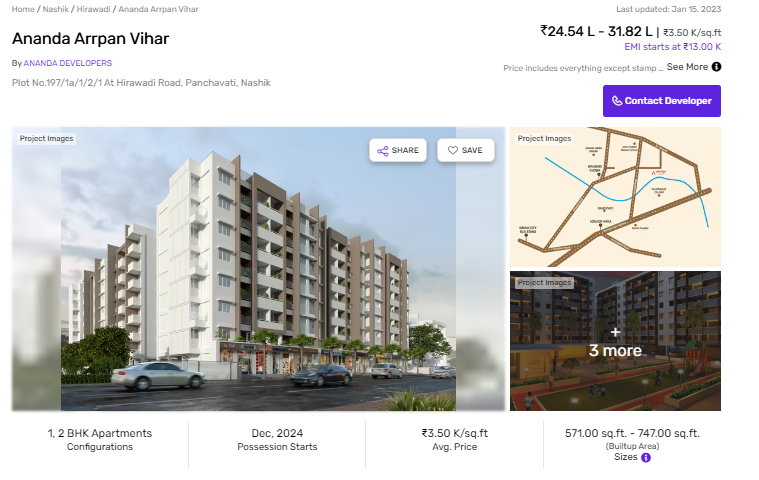 Home / Nashik / Hirawadi / Ananda Arrpan Vihar
Last updated: Jan 15, 2023
Ananda Arrpan Vihar
₹24.54 L - 31.82 L | ₹3.50 K/sq.ft
EMI starts at ₹13.00 K
By ANANDA DEVELOPERS
Price includes everything except stamp ... See More
Plot No.197/1a/1/2/1 At Hirawadi Road, Panchavati, Nashik
Contact Developer
Project Images
SHARE
SAVE
Project Images
Project Images
+
3 more
1, 2 BHK Apartments
Configurations
Dec, 2024
Possession Starts
₹3.50 K/sq.ft
Avg. Price
571.00 sq.ft. - 747.00 sq.ft.
(Builtup Area)
Sizes